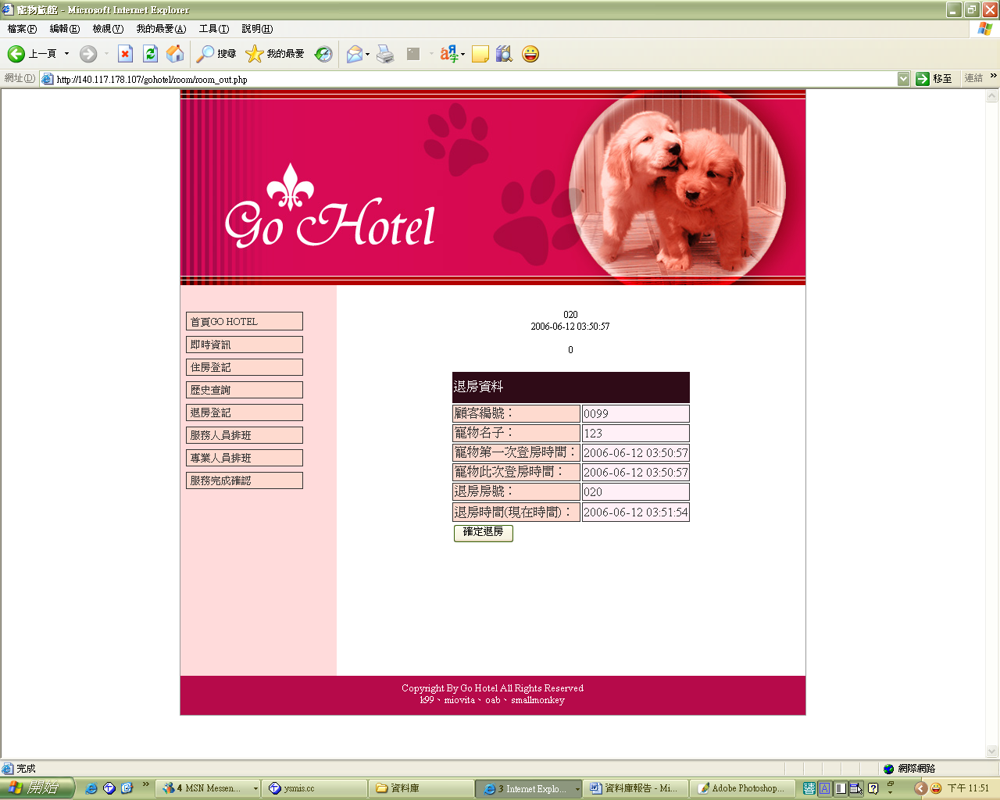 寵物旅館 - Microsoft Internet Explorer
檔案(F) 編輯(E) 檢視(V) 我的最愛(A) 工具(T) 說明(H)
上一頁 搜尋 我的最愛
網址(D) http://140.117.178.107/gohotel/room/room_out.php 移至 連結 »
Go Hotel
首頁GO HOTEL
即時資訊
住房登記
歷史查詢
退房登記
服務人員排班
專業人員排班
服務完成確認
020
2006-06-12 03:50:57
0
退房資料
顧客編號： 0099
寵物名子： 123
寵物第一次登房時間： 2006-06-12 03:50:57
寵物此次登房時間： 2006-06-12 03:50:57
退房房號： 020
退房時間(現在時間)： 2006-06-12 03:51:54
確定退房
Copyright By Go Hotel All Rights Reserved
k99、miovita、oab、smallmonkey
完成 網際網路
開始 » 4 MSN Messen... ysmis.cc 資料庫 3 Internet Explo... 資料庫報告 - Mi... Adobe Photoshop... 下午 11:51